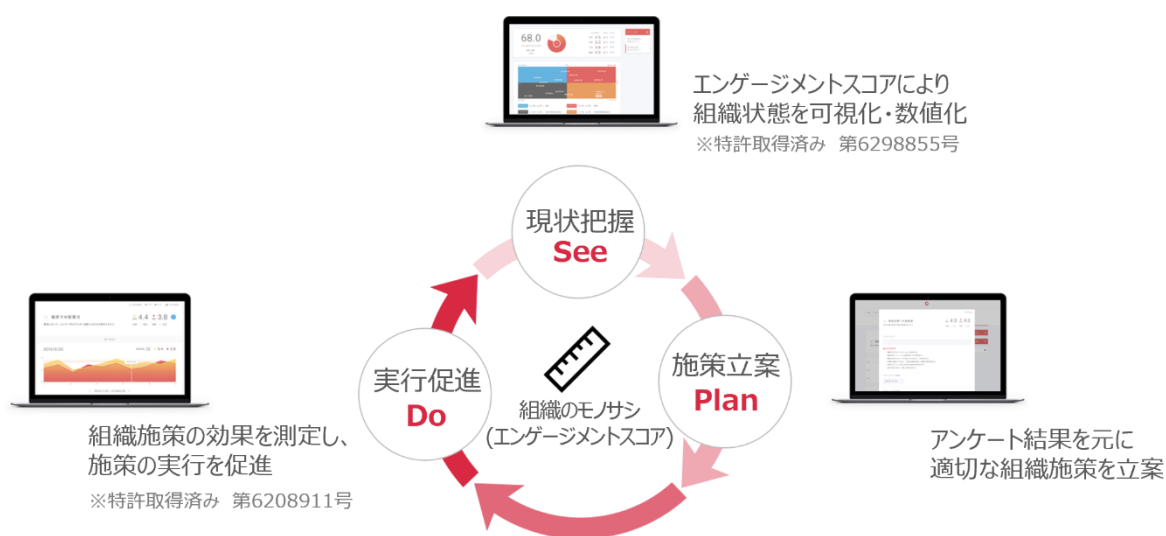 68.0
エンゲージメントスコアにより
組織状態を可視化・数値化
※特許取得済み 第6298855号
現状把握
See
4.4 3.8
実行促進
Do
組織のモノサシ
(エンゲージメントスコア)
施策立案
Plan
組織施策の効果を測定し、
施策の実行を促進
※特許取得済み 第6208911号
アンケート結果を元に
適切な組織施策を立案